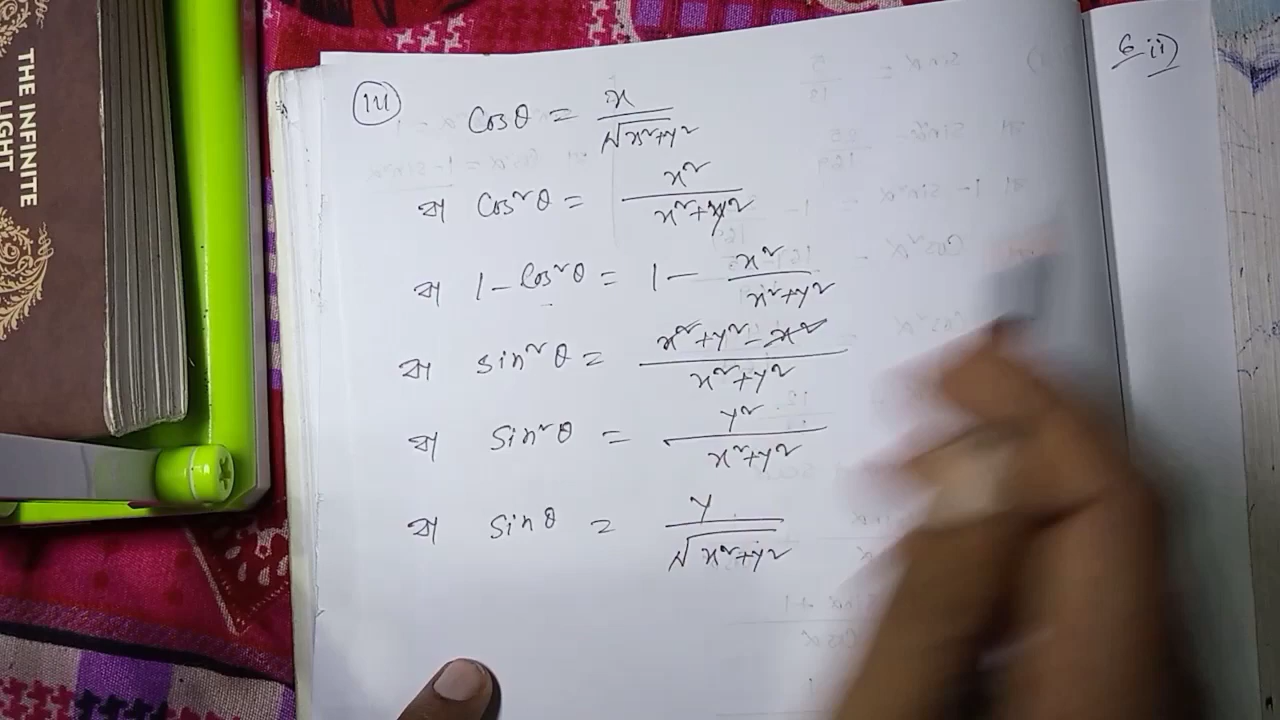 THE INFINITE
LIGHT
(iii) cosθ = x/√x²+y²
বা cos²θ = x²/x²+y²
বা 1 - cos²θ = 1 - x²/x²+y²
বা sin²θ = x²+y²-x²/x²+y²
বা sin²θ = y²/x²+y²
বা sinθ = y/√x²+y²
6 ii)